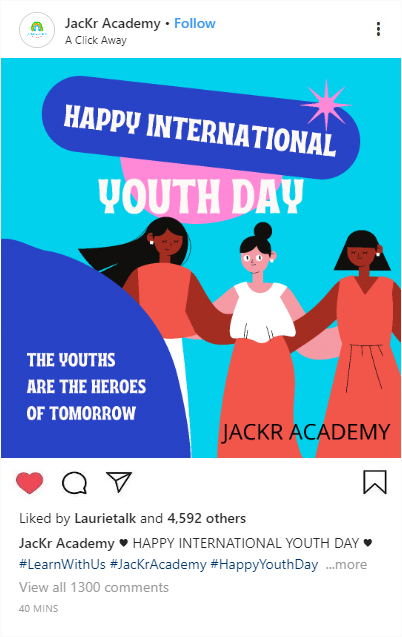 JacKr Academy • Follow
A Click Away
HAPPY INTERNATIONAL
YOUTH DAY
THE YOUTHS
ARE THE HEROES
OF TOMORROW
JACKR ACADEMY
Liked by Laurietalk and 4,592 others
JacKr Academy ♥ HAPPY INTERNATIONAL YOUTH DAY ♥
#LearnWithUs #JacKrAcademy #HappyYouthDay ...more
View all 1300 comments
40 MINS